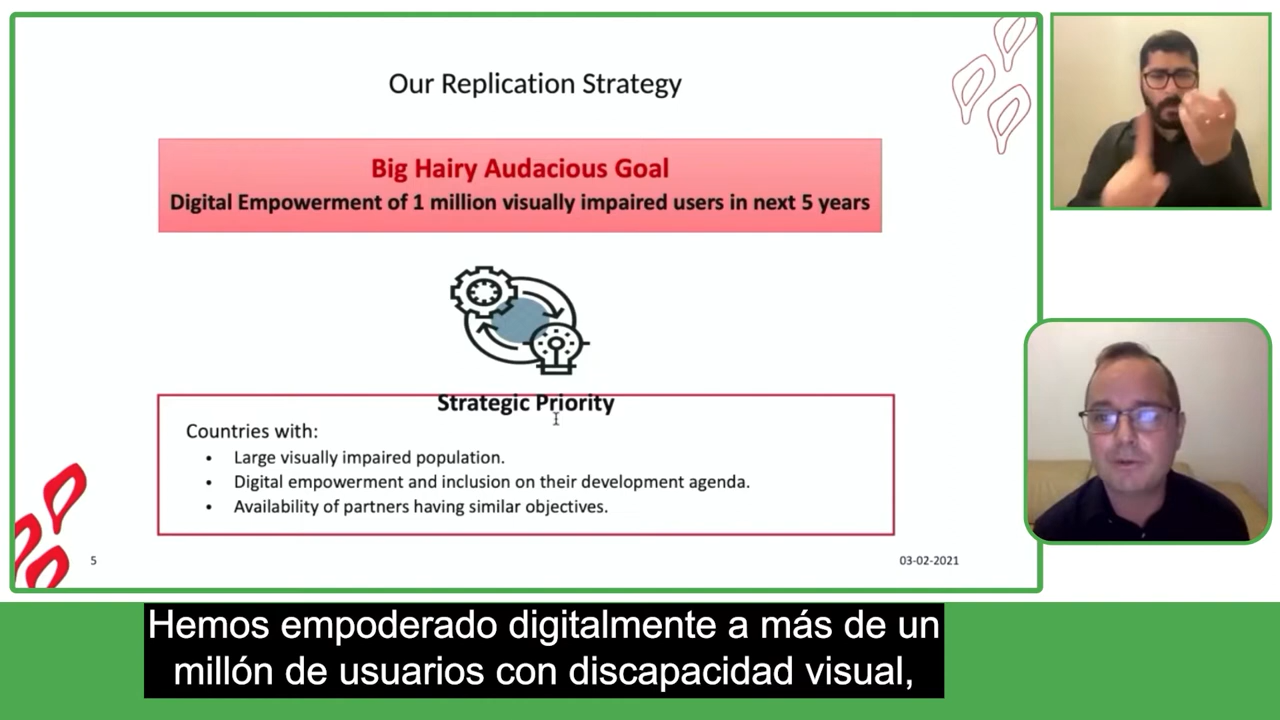 Our Replication Strategy
Big Hairy Audacious Goal
Digital Empowerment of 1 million visually impaired users in next 5 years
Strategic Priority
Countries with:
• Large visually impaired population.
• Digital empowerment and inclusion on their development agenda.
• Availability of partners having similar objectives.
5
03-02-2021
Hemos empoderado digitalmente a más de un
millón de usuarios con discapacidad visual,